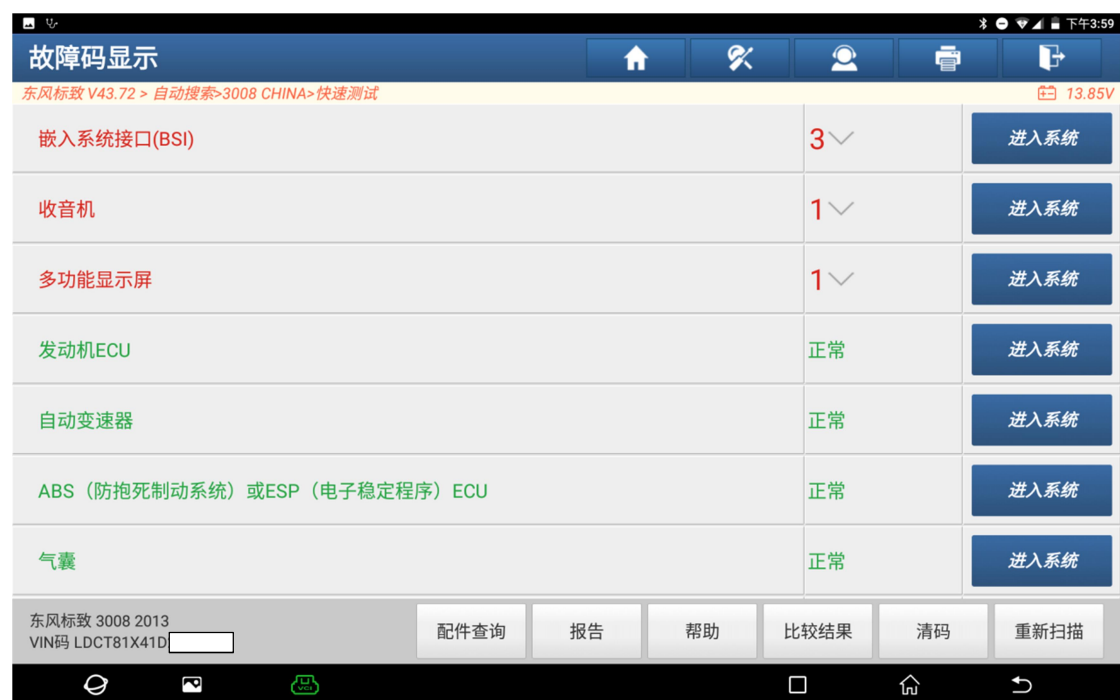 下午3:59
故障码显示
东风标致 V43.72 > 自动搜索>3008 CHINA>快速测试
13.85V
嵌入系统接口(BSI) 3 进入系统
收音机 1 进入系统
多功能显示屏 1 进入系统
发动机ECU 正常 进入系统
自动变速器 正常 进入系统
ABS（防抱死制动系统）或ESP（电子稳定程序）ECU 正常 进入系统
气囊 正常 进入系统
东风标致 3008 2013
VIN码 LDCT81X41D
配件查询 报告 帮助 比较结果 清码 重新扫描
VCI